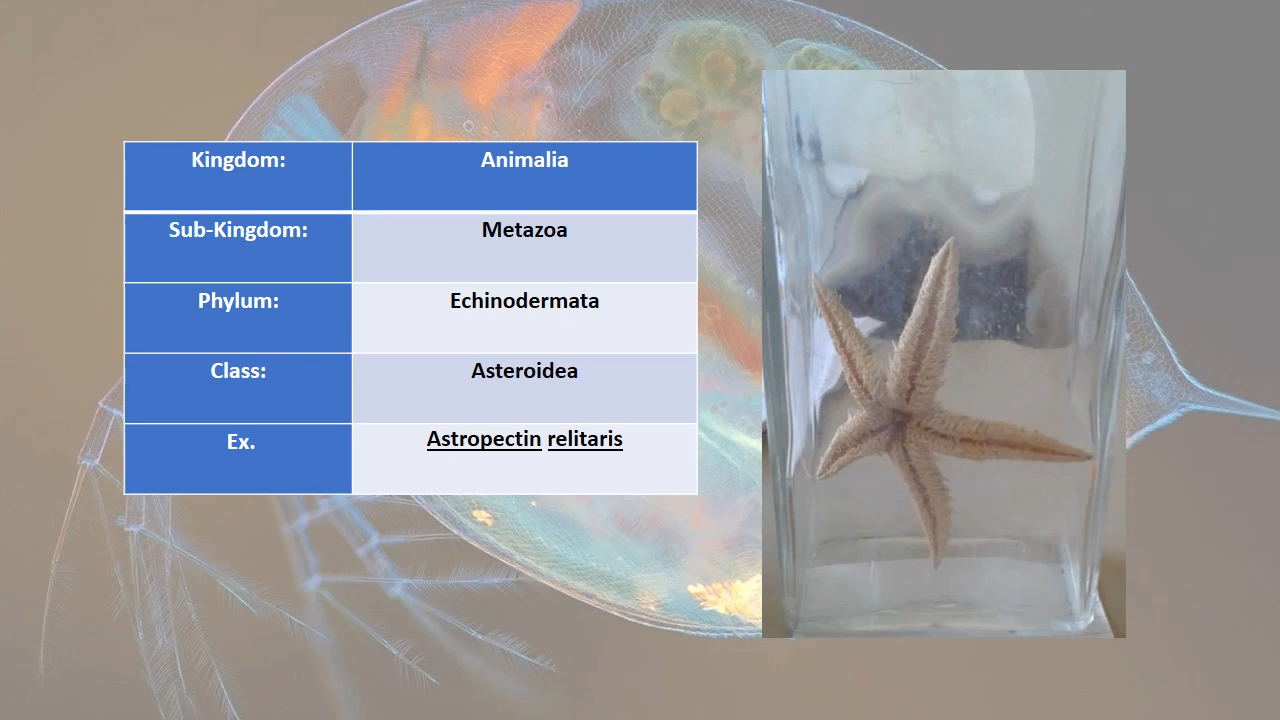 Kingdom: Animalia
Sub-Kingdom: Metazoa
Phylum: Echinodermata
Class: Asteroidea
Ex. Astropectin relitaris